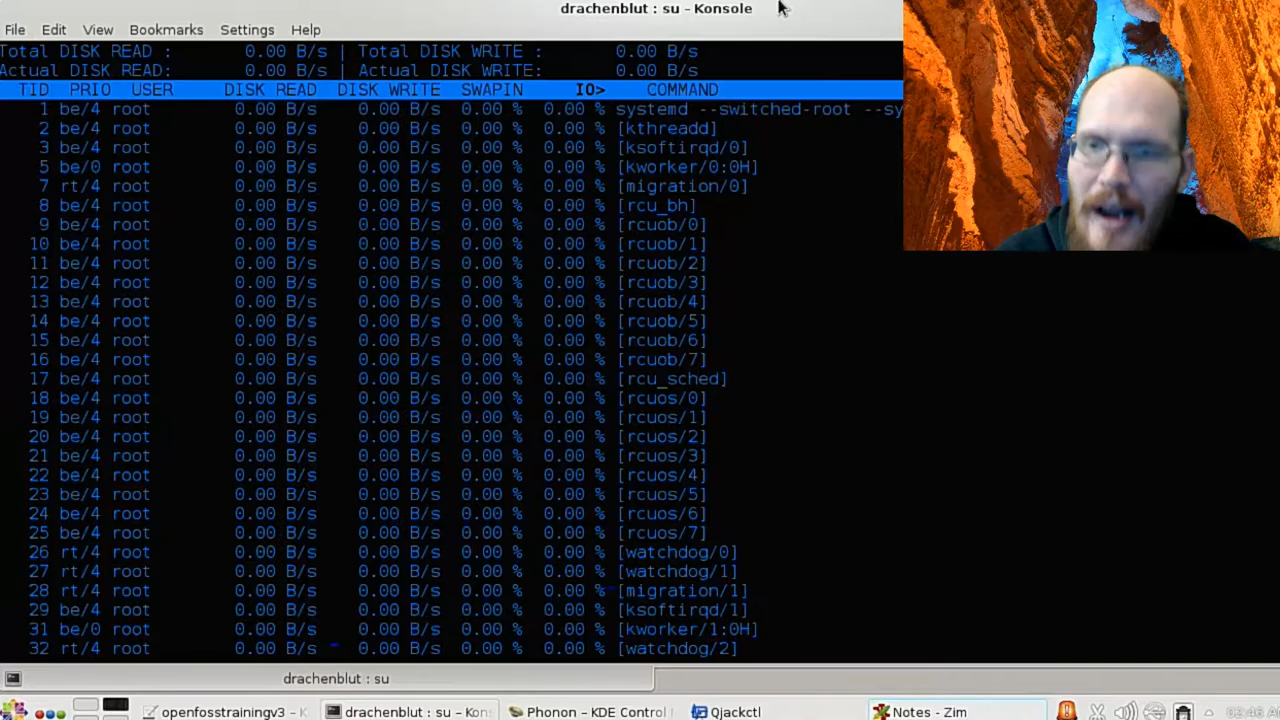 drachenblut : su – Konsole
File Edit View Bookmarks Settings Help
Total DISK READ : 0.00 B/s | Total DISK WRITE : 0.00 B/s
Actual DISK READ: 0.00 B/s | Actual DISK WRITE: 0.00 B/s
TID PRIO USER DISK READ DISK WRITE SWAPIN IO> COMMAND
1 be/4 root 0.00 B/s 0.00 B/s 0.00 % 0.00 % systemd --switched-root --sy
2 be/4 root 0.00 B/s 0.00 B/s 0.00 % 0.00 % [kthreadd]
3 be/4 root 0.00 B/s 0.00 B/s 0.00 % 0.00 % [ksoftirqd/0]
5 be/0 root 0.00 B/s 0.00 B/s 0.00 % 0.00 % [kworker/0:0H]
7 rt/4 root 0.00 B/s 0.00 B/s 0.00 % 0.00 % [migration/0]
8 be/4 root 0.00 B/s 0.00 B/s 0.00 % 0.00 % [rcu_bh]
9 be/4 root 0.00 B/s 0.00 B/s 0.00 % 0.00 % [rcuob/0]
10 be/4 root 0.00 B/s 0.00 B/s 0.00 % 0.00 % [rcuob/1]
11 be/4 root 0.00 B/s 0.00 B/s 0.00 % 0.00 % [rcuob/2]
12 be/4 root 0.00 B/s 0.00 B/s 0.00 % 0.00 % [rcuob/3]
13 be/4 root 0.00 B/s 0.00 B/s 0.00 % 0.00 % [rcuob/4]
14 be/4 root 0.00 B/s 0.00 B/s 0.00 % 0.00 % [rcuob/5]
15 be/4 root 0.00 B/s 0.00 B/s 0.00 % 0.00 % [rcuob/6]
16 be/4 root 0.00 B/s 0.00 B/s 0.00 % 0.00 % [rcuob/7]
17 be/4 root 0.00 B/s 0.00 B/s 0.00 % 0.00 % [rcu_sched]
18 be/4 root 0.00 B/s 0.00 B/s 0.00 % 0.00 % [rcuos/0]
19 be/4 root 0.00 B/s 0.00 B/s 0.00 % 0.00 % [rcuos/1]
20 be/4 root 0.00 B/s 0.00 B/s 0.00 % 0.00 % [rcuos/2]
21 be/4 root 0.00 B/s 0.00 B/s 0.00 % 0.00 % [rcuos/3]
22 be/4 root 0.00 B/s 0.00 B/s 0.00 % 0.00 % [rcuos/4]
23 be/4 root 0.00 B/s 0.00 B/s 0.00 % 0.00 % [rcuos/5]
24 be/4 root 0.00 B/s 0.00 B/s 0.00 % 0.00 % [rcuos/6]
25 be/4 root 0.00 B/s 0.00 B/s 0.00 % 0.00 % [rcuos/7]
26 rt/4 root 0.00 B/s 0.00 B/s 0.00 % 0.00 % [watchdog/0]
27 rt/4 root 0.00 B/s 0.00 B/s 0.00 % 0.00 % [watchdog/1]
28 rt/4 root 0.00 B/s 0.00 B/s 0.00 % 0.00 % [migration/1]
29 be/4 root 0.00 B/s 0.00 B/s 0.00 % 0.00 % [ksoftirqd/1]
31 be/0 root 0.00 B/s 0.00 B/s 0.00 % 0.00 % [kworker/1:0H]
32 rt/4 root 0.00 B/s 0.00 B/s 0.00 % 0.00 % [watchdog/2]
drachenblut : su
openfosstrainingv3 – K drachenblut : su – Kon Phonon – KDE Control Qjackctl Notes - Zim 02:46 A